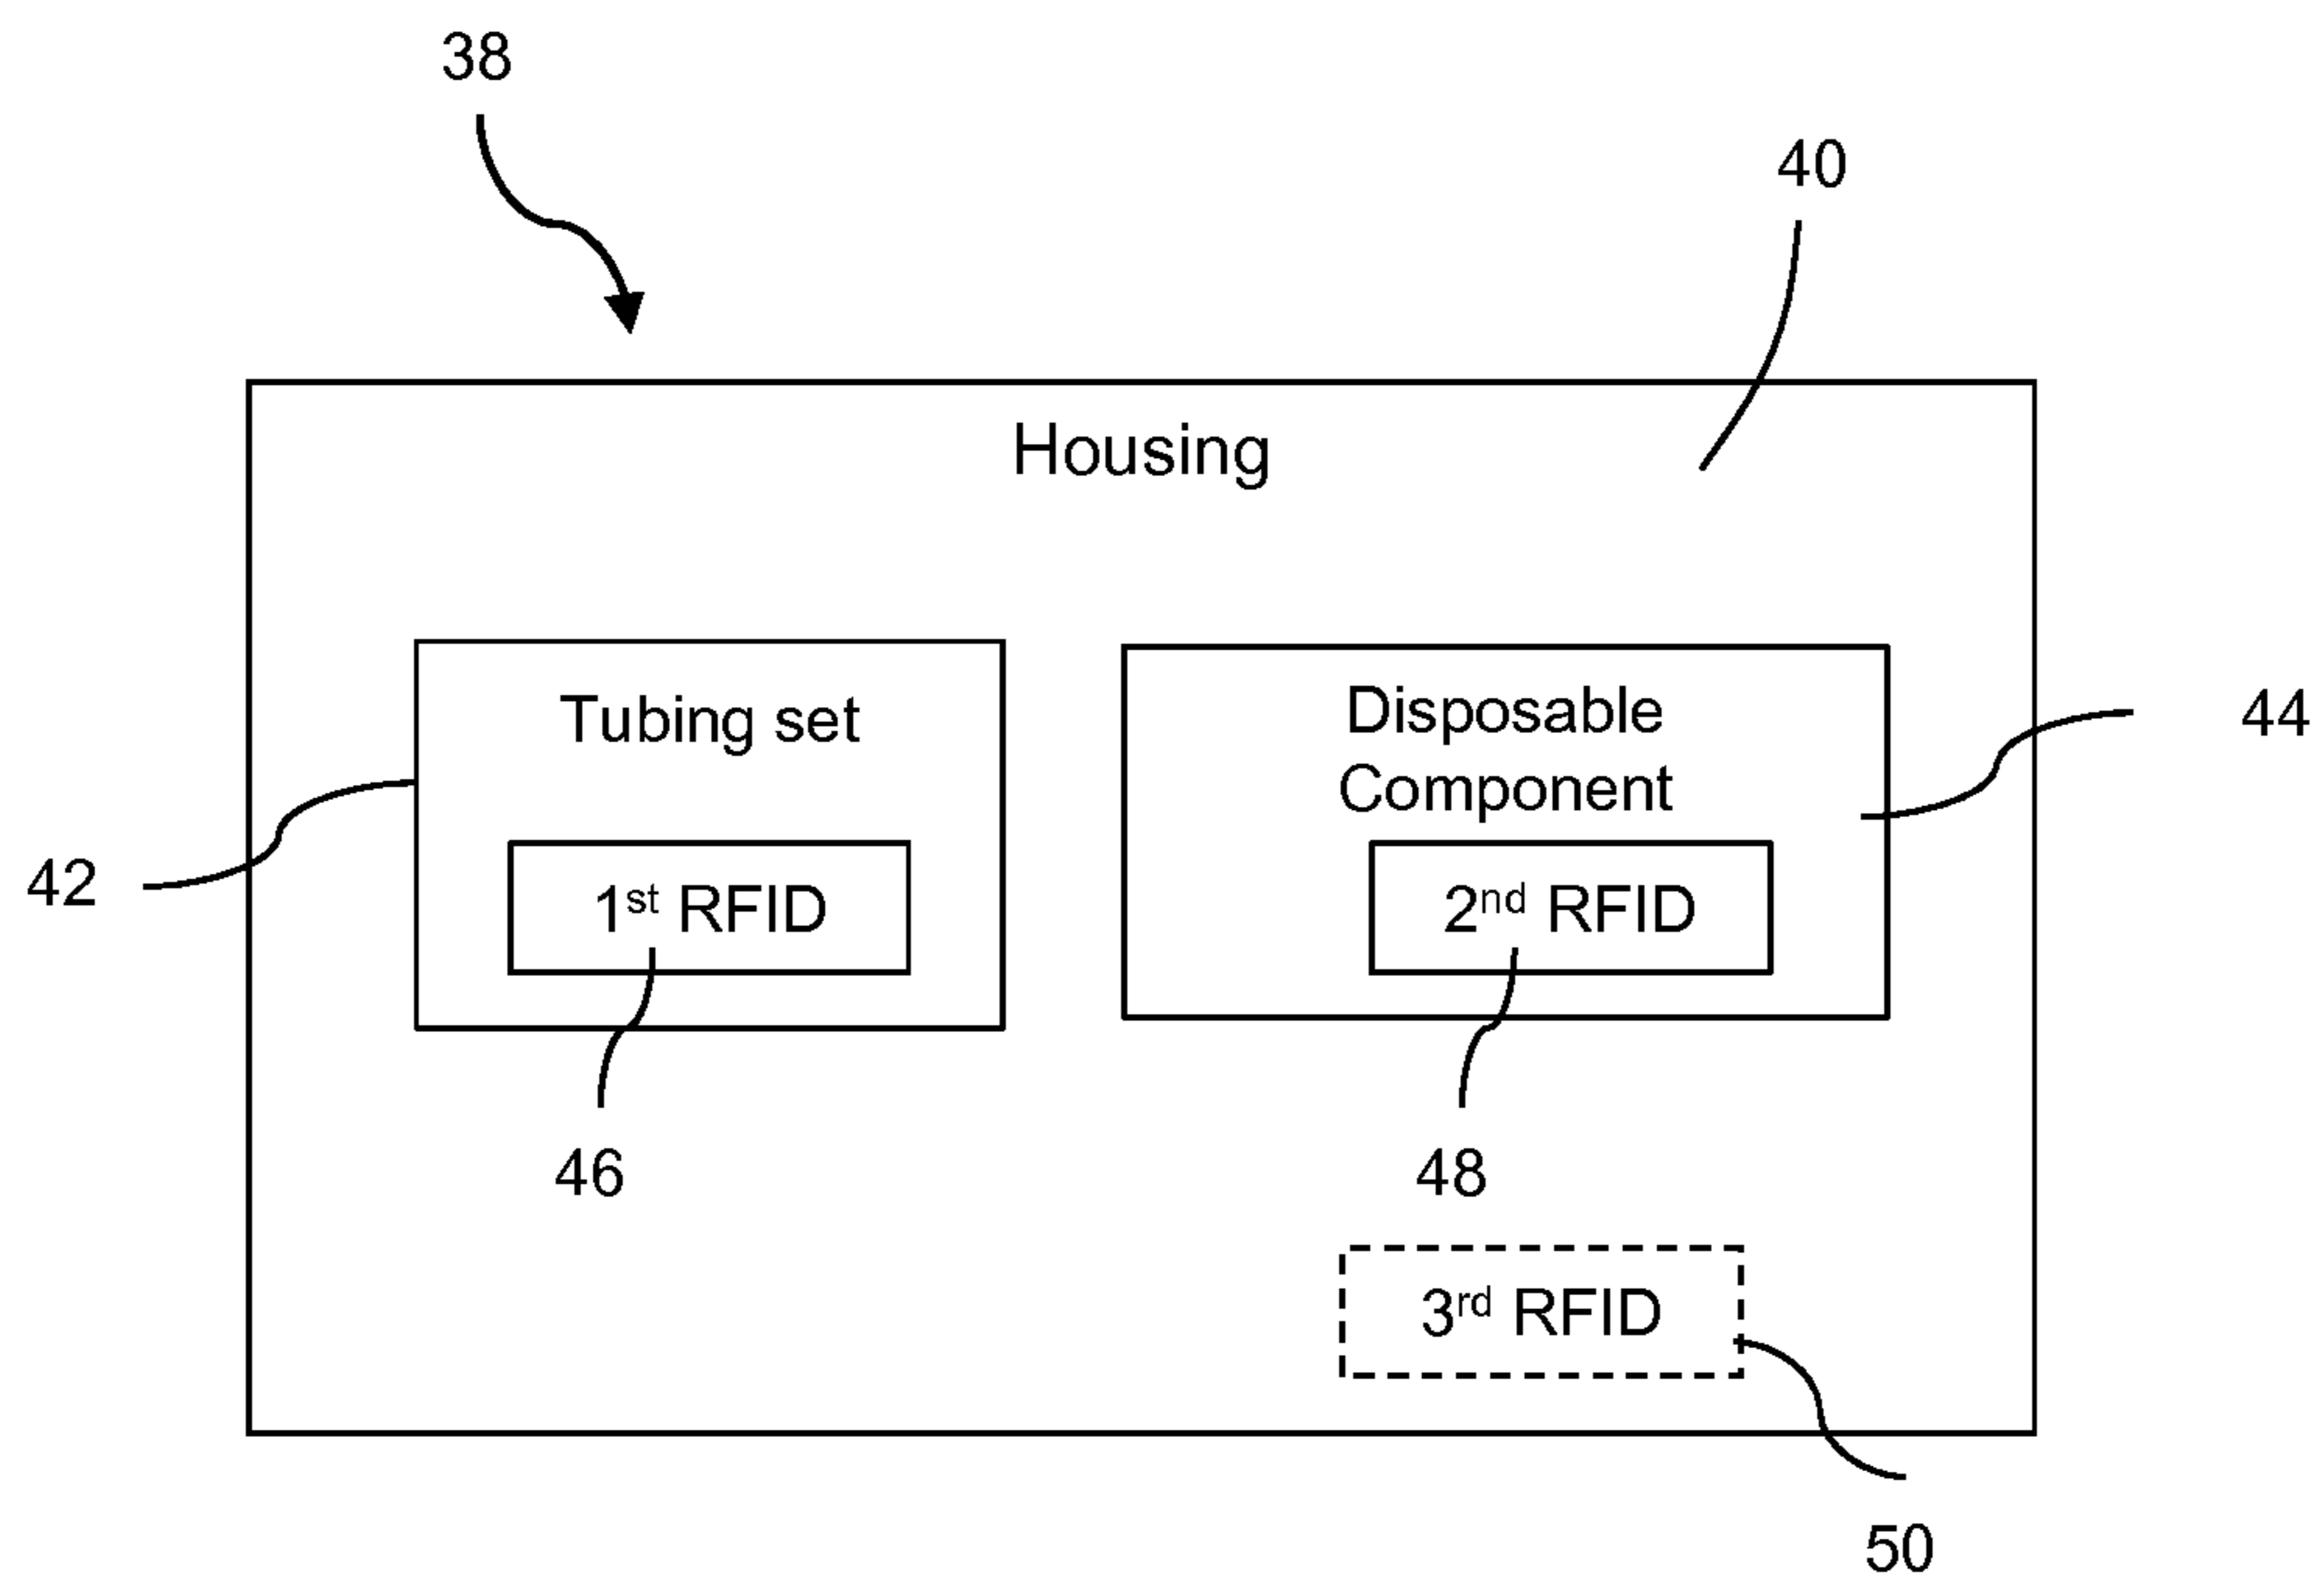 38
40
Housing
Tubing set
Disposable
Component
44
42
1st RFID
2nd RFID
46
48
3rd RFID
50